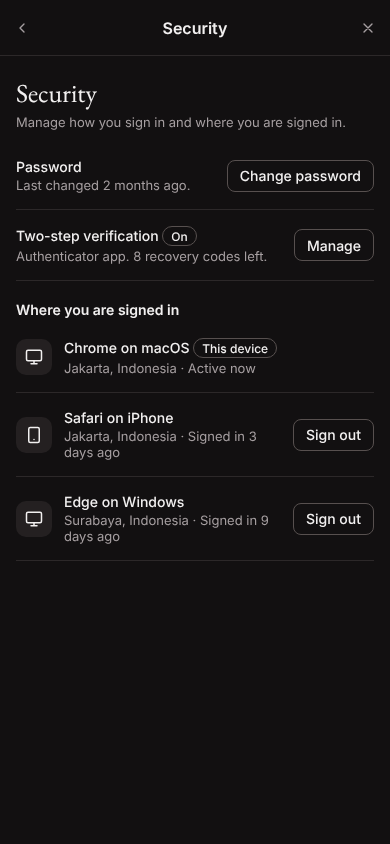 Security
Security
Manage how you sign in and where you are signed in.
Password
Last changed 2 months ago.
Change password
Two-step verification On
Authenticator app. 8 recovery codes left.
Manage
Where you are signed in
Chrome on macOS This device
Jakarta, Indonesia · Active now
Safari on iPhone
Jakarta, Indonesia · Signed in 3
days ago
Sign out
Edge on Windows
Surabaya, Indonesia · Signed in 9
days ago
Sign out